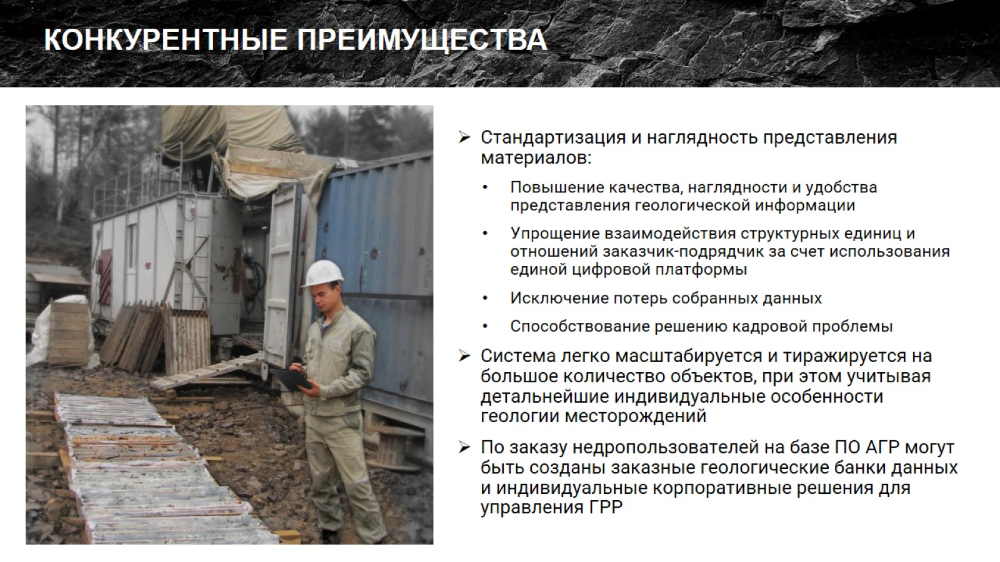 КОНКУРЕНТНЫЕ ПРЕИМУЩЕСТВА
➢ Стандартизация и наглядность представления
материалов:
• Повышение качества, наглядности и удобства
представления геологической информации
• Упрощение взаимодействия структурных единиц и
отношений заказчик-подрядчик за счет использования
единой цифровой платформы
• Исключение потерь собранных данных
• Способствование решению кадровой проблемы
➢ Система легко масштабируется и тиражируется на
большое количество объектов, при этом учитывая
детальнейшие индивидуальные особенности
геологии месторождений
➢ По заказу недропользователей на базе ПО АГР могут
быть созданы заказные геологические банки данных
и индивидуальные корпоративные решения для
управления ГРР